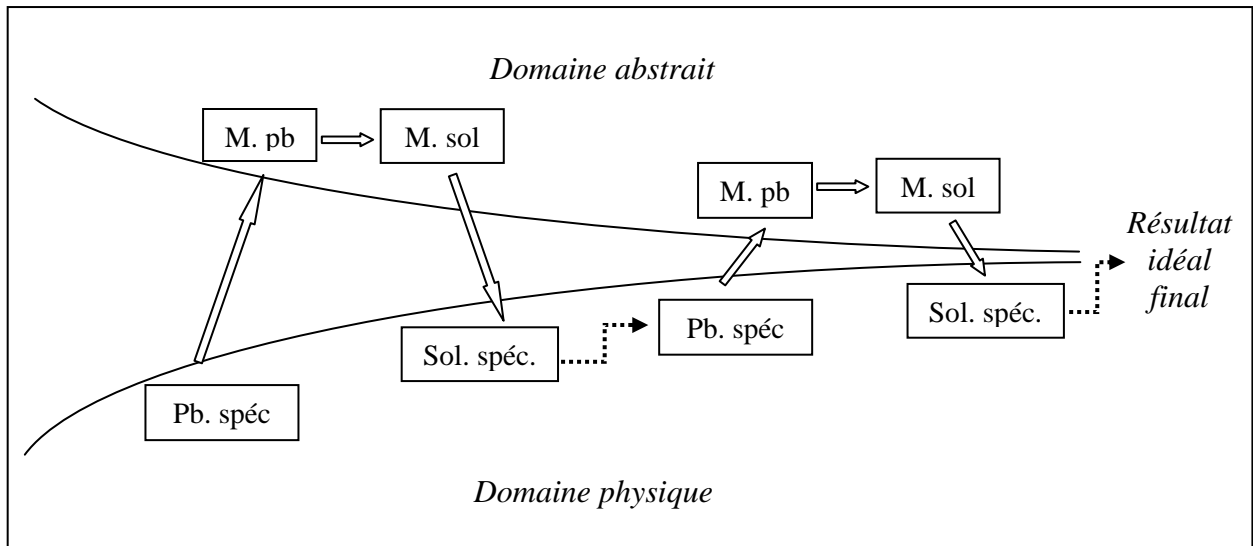 Domaine abstrait
M. pb
M. sol
M. pb
M. sol
Résultat
idéal
final
Sol. spéc.
Pb. spéc
Sol. spéc.
Pb. spéc
Domaine physique